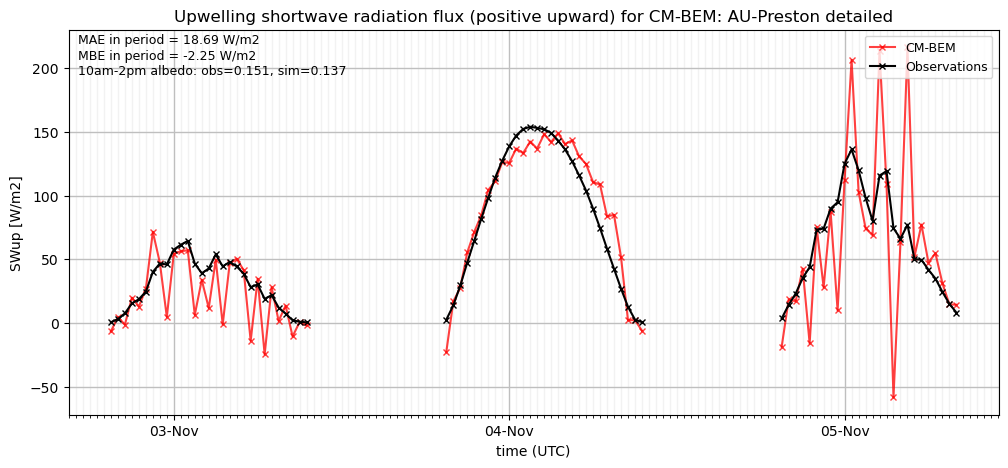 Upwelling shortwave radiation flux (positive upward) for CM-BEM: AU-Preston detailed
MAE in period = 18.69 W/m2
MBE in period = -2.25 W/m2
10am-2pm albedo: obs=0.151, sim=0.137
CM-BEM
Observations
SWup [W/m2]
200
150
100
50
0
−50
03-Nov
04-Nov
05-Nov
time (UTC)